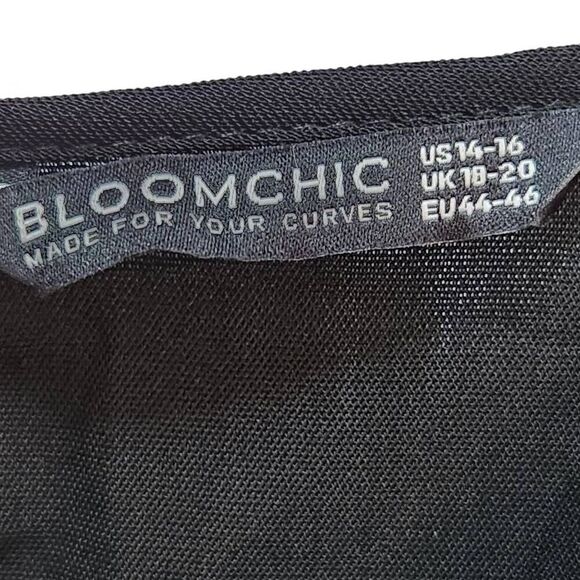 BLOOMCHIC
MADE FOR YOUR CURVES
US14-16
UK18-20
EU44-46